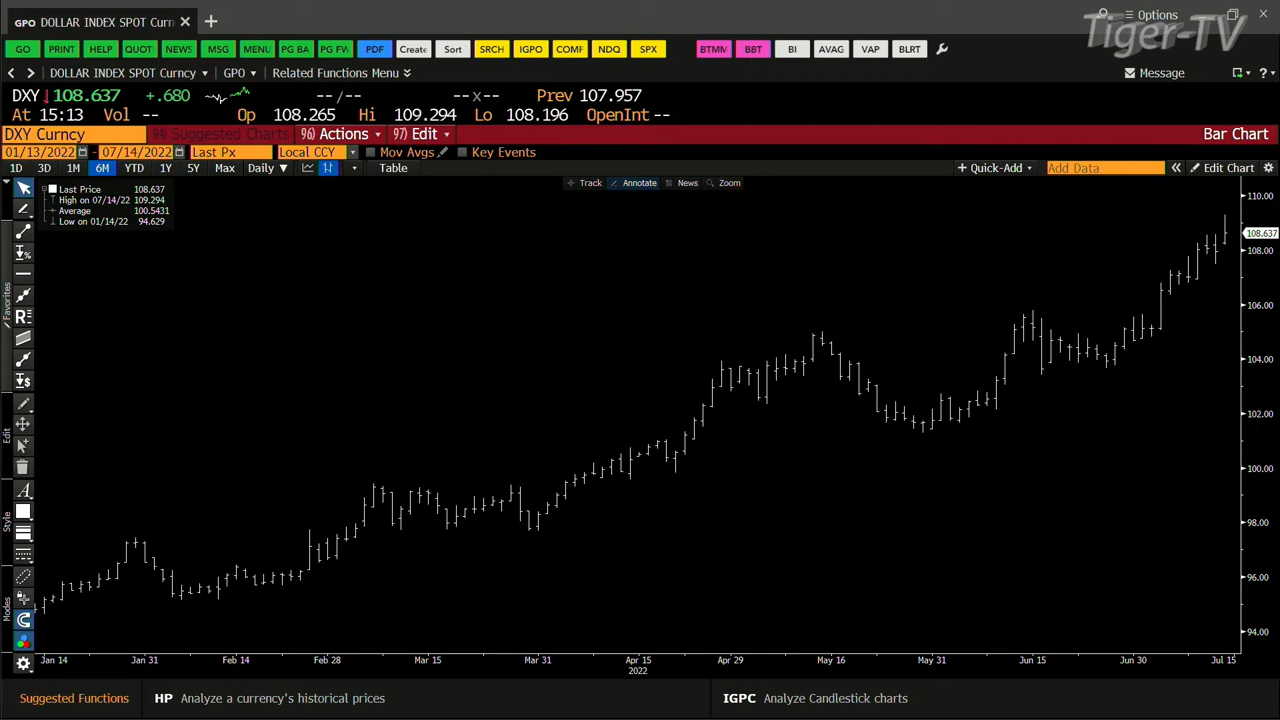 GPO DOLLAR INDEX SPOT Curn
Options
Tiger-TV
GO PRINT HELP QUOT NEWS MSG MENU PG BA PG FV PDF Create Sort SRCH IGPO COMF NDQ SPX BTMM BBT BI AVAG VAP BLRT
DOLLAR INDEX SPOT Curncy GPO Related Functions Menu Message
DXY 108.637 +.680 --/-- --x-- Prev 107.957
At 15:13 Vol -- Op 108.265 Hi 109.294 Lo 108.196 OpenInt --
DXY Curncy 94) Suggested Charts 96) Actions 97) Edit Bar Chart
01/13/2022 - 07/14/2022 Last Px Local CCY Mov Avgs Key Events
1D 3D 1M 6M YTD 1Y 5Y Max Daily Table + Quick-Add Add Data Edit Chart
Track Annotate News Zoom
Last Price 108.637
High on 07/14/22 109.294
Average 100.5431
Low on 01/14/22 94.629
Favorites
Edit
Style
Modes
110.00
108.637
108.00
106.00
104.00
102.00
100.00
98.00
96.00
94.00
Jan 14 Jan 31 Feb 14 Feb 28 Mar 15 Mar 31 Apr 15 Apr 29 May 16 May 31 Jun 15 Jun 30 Jul 15
2022
Suggested Functions HP Analyze a currency's historical prices IGPC Analyze Candlestick charts